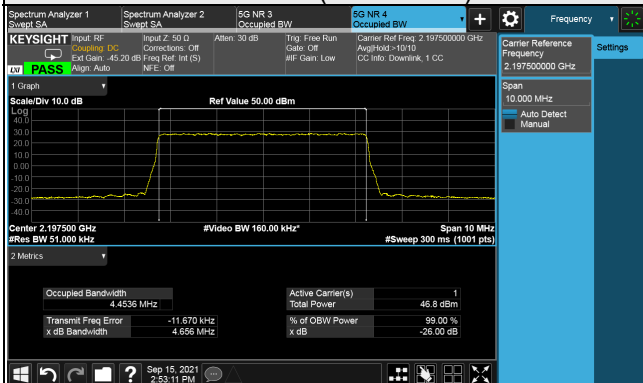 Spectrum Analyzer 1
Swept SA
Spectrum Analyzer 2
Swept SA
5G NR 3
Occupied BW
5G NR 4
Occupied BW
Frequency
KEYSIGHT
Input: RF
Coupling: DC
Ext Gain: -45.20 dB
Align: Auto
LXI PASS
Input Z: 50 Ω
Corrections: Off
Freq Ref: Int (S)
NFE: Off
Atten: 30 dB
Trig: Free Run
Gate: Off
#IF Gain: Low
Carrier Ref Freq: 2.197500000 GHz
Avg|Hold:>10/10
CC Info: Downlink, 1 CC
Carrier Reference
Frequency
2.197500000 GHz
Settings
Span
10.000 MHz
Auto Detect
Manual
1 Graph
Scale/Div 10.0 dB
Ref Value 50.00 dBm
Log
40.0
30.0
20.0
10.0
0.00
-10.0
-20.0
-30.0
-40.0
Center 2.197500 GHz
#Video BW 160.00 kHz*
Span 10 MHz
#Res BW 51.000 kHz
#Sweep 300 ms (1001 pts)
2 Metrics
Occupied Bandwidth
4.4536 MHz
Active Carrier(s) 1
Total Power 46.8 dBm
Transmit Freq Error -11.670 kHz
% of OBW Power 99.00 %
x dB Bandwidth 4.656 MHz
x dB -26.00 dB
?
Sep 15, 2021
2:53:11 PM